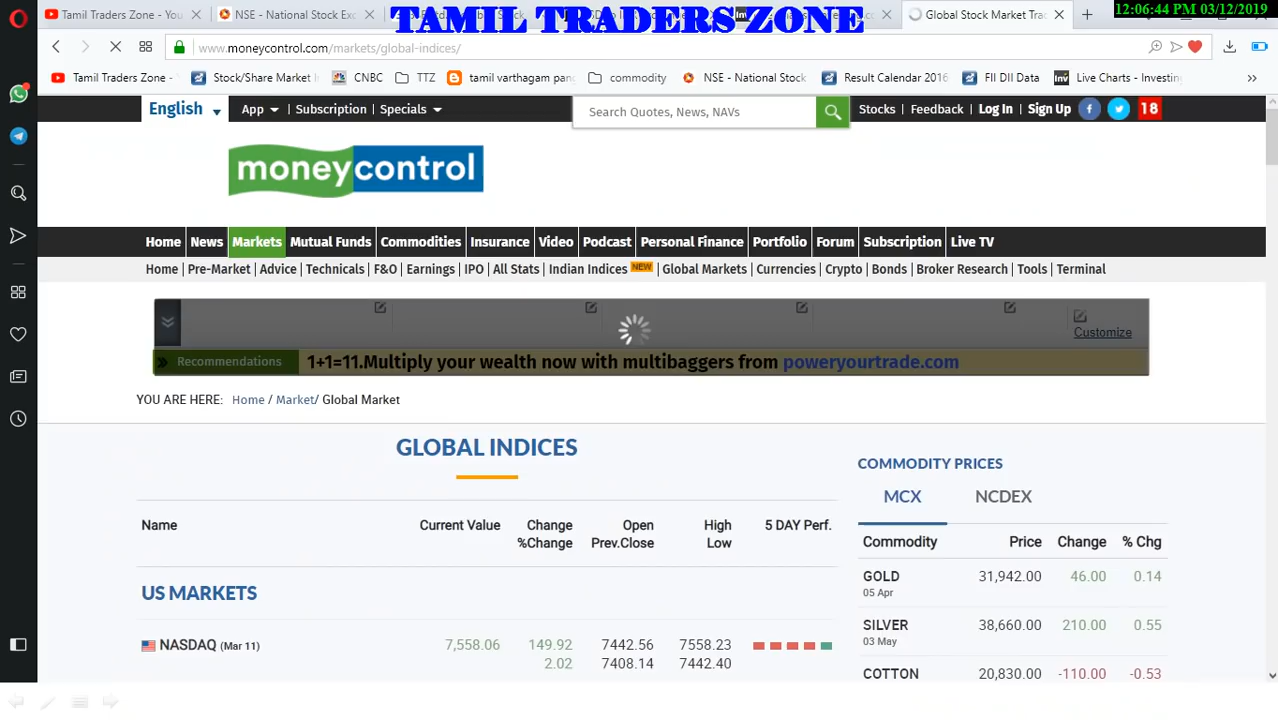 12:06:44 PM 03/12/2019
TAMIL TRADERS ZONE
Tamil Traders Zone - You
NSE - National Stock Exc
Global Stock Market Tra
www.moneycontrol.com/markets/global-indices/
Tamil Traders Zone -
Stock/Share Market I
CNBC
TTZ
tamil varthagam pan
commodity
NSE - National Stock
Result Calendar 2016
FII DII Data
Live Charts - Investin
English
App
Subscription
Specials
Search Quotes, News, NAVs
Stocks
Feedback
Log In
Sign Up
18
moneycontrol
Home
News
Markets
Mutual Funds
Commodities
Insurance
Video
Podcast
Personal Finance
Portfolio
Forum
Subscription
Live TV
Home
Pre-Market
Advice
Technicals
F&O
Earnings
IPO
All Stats
Indian Indices
NEW
Global Markets
Currencies
Crypto
Bonds
Broker Research
Tools
Terminal
Customize
Recommendations
1+1=11.Multiply your wealth now with multibaggers from poweryourtrade.com
YOU ARE HERE: Home / Market/ Global Market
GLOBAL INDICES
Name
Current Value
Change
%Change
Open
Prev.Close
High
Low
5 DAY Perf.
US MARKETS
NASDAQ (Mar 11)
7,558.06
149.92
2.02
7442.56
7408.14
7558.23
7442.40
COMMODITY PRICES
MCX
NCDEX
Commodity
Price
Change
% Chg
GOLD
05 Apr
31,942.00
46.00
0.14
SILVER
03 May
38,660.00
210.00
0.55
COTTON
20,830.00
-110.00
-0.53